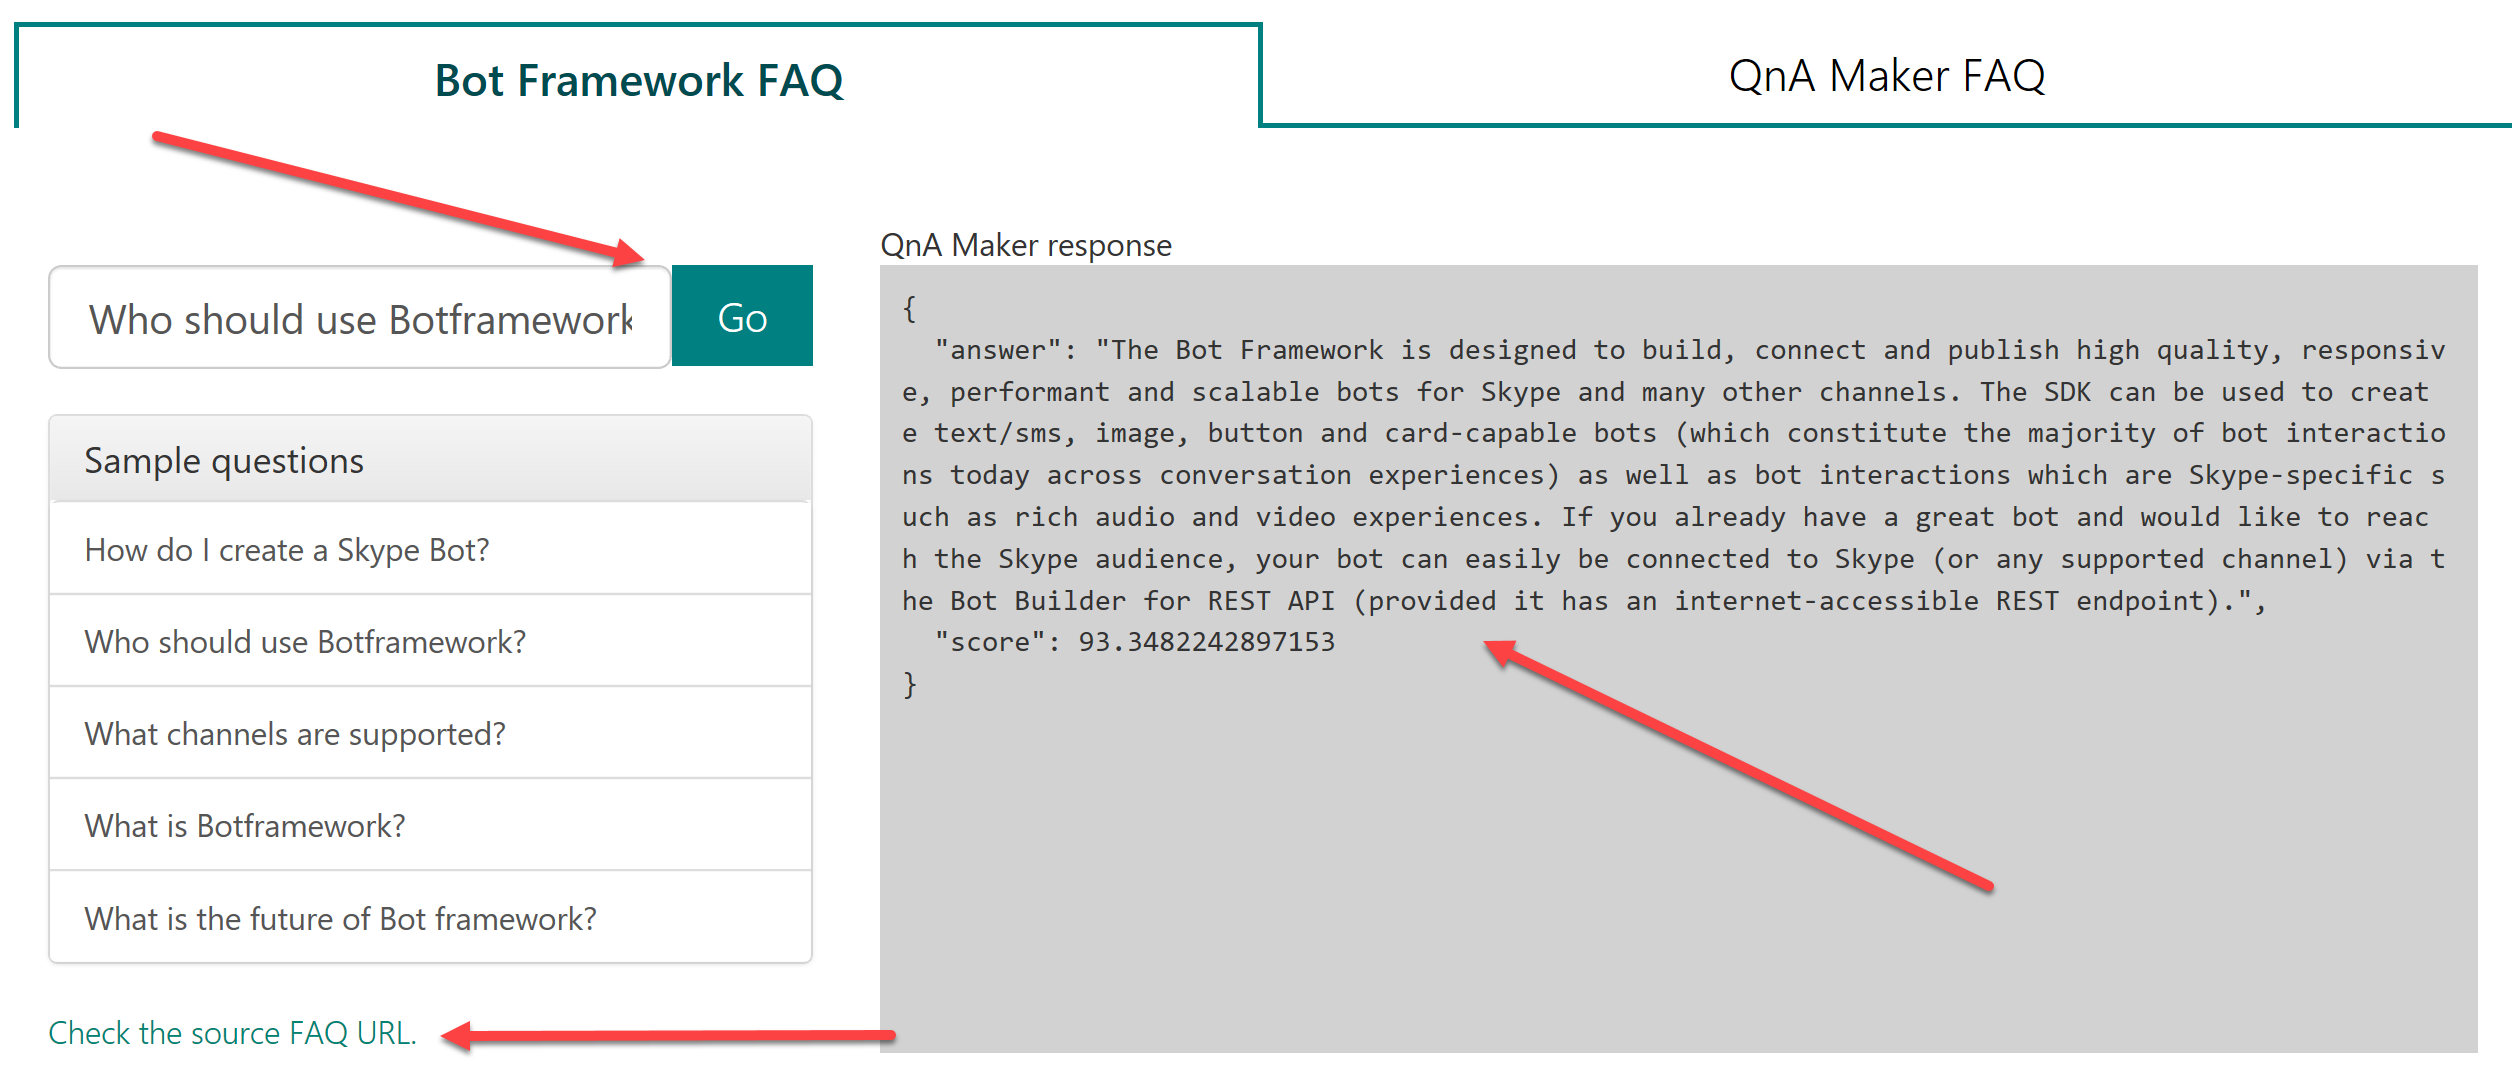 Bot Framework FAQ
QnA Maker FAQ
Who should use Botframework
Go
Sample questions
How do I create a Skype Bot?
Who should use Botframework?
What channels are supported?
What is Botframework?
What is the future of Bot framework?
Check the source FAQ URL.
QnA Maker response
{
"answer": "The Bot Framework is designed to build, connect and publish high quality, responsiv
e, performant and scalable bots for Skype and many other channels. The SDK can be used to creat
e text/sms, image, button and card-capable bots (which constitute the majority of bot interactio
ns today across conversation experiences) as well as bot interactions which are Skype-specific s
uch as rich audio and video experiences. If you already have a great bot and would like to reac
h the Skype audience, your bot can easily be connected to Skype (or any supported channel) via t
he Bot Builder for REST API (provided it has an internet-accessible REST endpoint).",
"score": 93.3482242897153
}